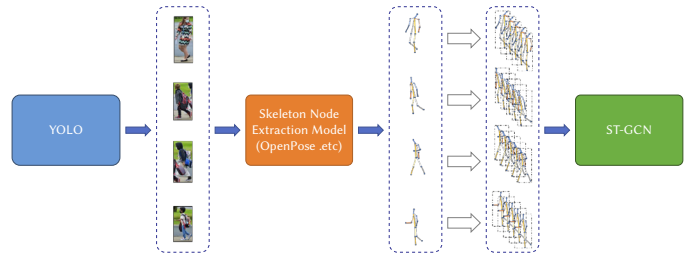 YOLO
Skeleton Node
Extraction Model
(OpenPose .etc)
ST-GCN